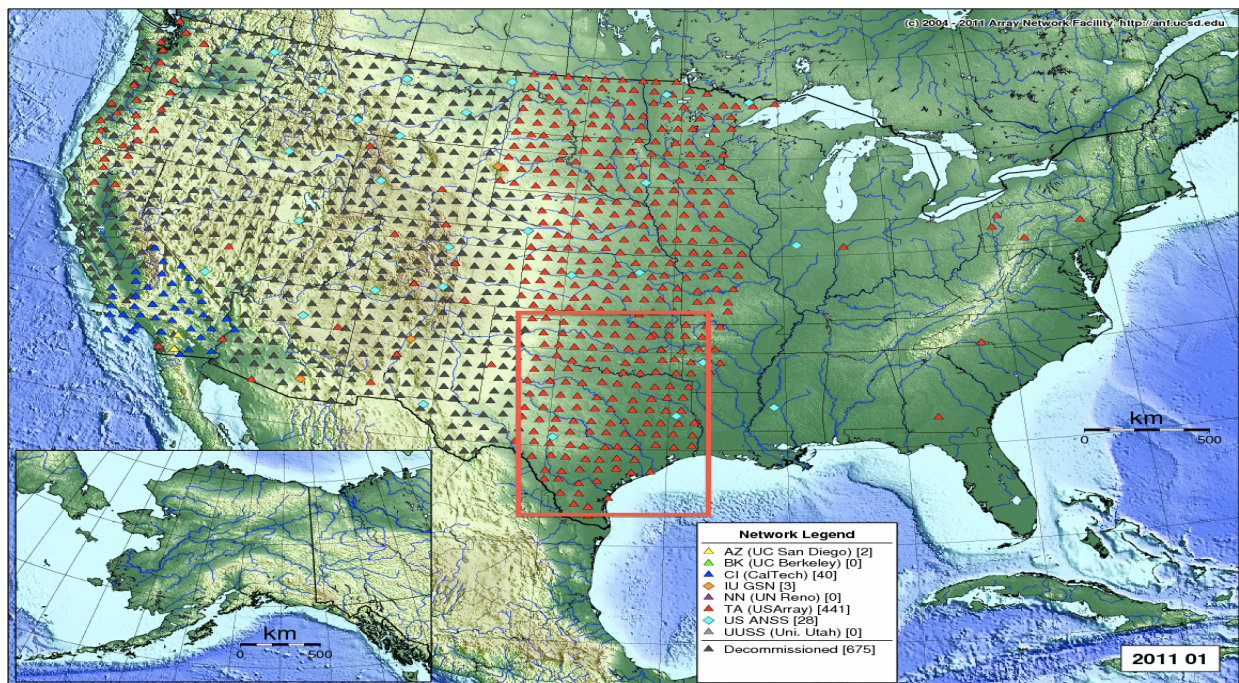 (c) 2004 - 2011 Array Network Facility, http://anf.ucsd.edu
km
0 500
km
0 500
Network Legend
AZ (UC San Diego) [2]
BK (UC Berkeley) [0]
CI (CalTech) [40]
IU GSN [3]
NN (UN Reno) [0]
TA (USArray) [441]
US ANSS [28]
UUSS (Uni. Utah) [0]
Decommissioned [675]
2011 01